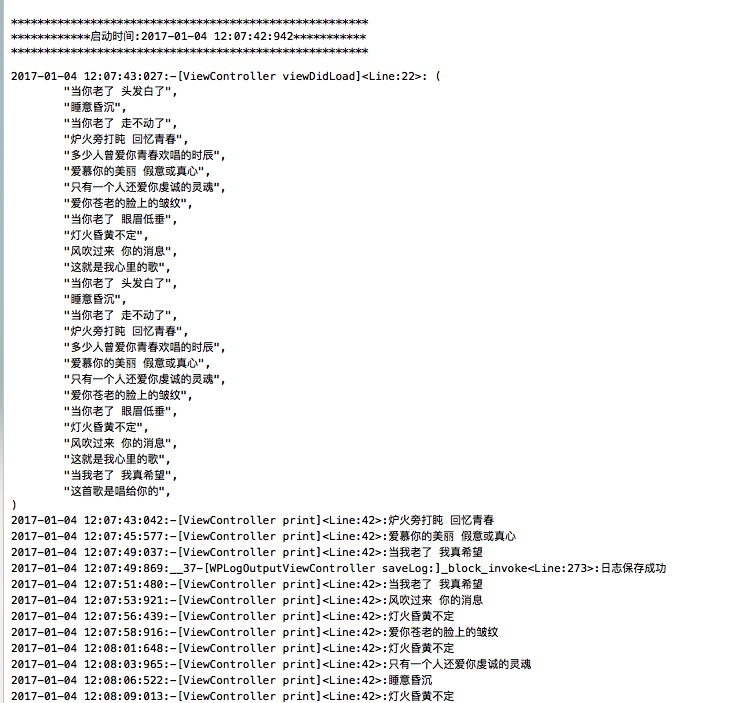 ******************************************************
************启动时间:2017-01-04 12:07:42:942***********
******************************************************
2017-01-04 12:07:43:027:-[ViewController viewDidLoad]<Line:22>: (
"当你老了 头发白了",
"睡意昏沉",
"当你老了 走不动了",
"炉火旁打盹 回忆青春",
"多少人曾爱你青春欢唱的时辰",
"爱慕你的美丽 假意或真心",
"只有一个人还爱你虔诚的灵魂",
"爱你苍老的脸上的皱纹",
"当你老了 眼眉低垂",
"灯火昏黄不定",
"风吹过来 你的消息",
"这就是我心里的歌",
"当你老了 头发白了",
"睡意昏沉",
"当你老了 走不动了",
"炉火旁打盹 回忆青春",
"多少人曾爱你青春欢唱的时辰",
"爱慕你的美丽 假意或真心",
"只有一个人还爱你虔诚的灵魂",
"爱你苍老的脸上的皱纹",
"当你老了 眼眉低垂",
"灯火昏黄不定",
"风吹过来 你的消息",
"这就是我心里的歌",
"当我老了 我真希望",
"这首歌是唱给你的",
)
2017-01-04 12:07:43:042:-[ViewController print]<Line:42>:炉火旁打盹 回忆青春
2017-01-04 12:07:45:577:-[ViewController print]<Line:42>:爱慕你的美丽 假意或真心
2017-01-04 12:07:49:037:-[ViewController print]<Line:42>:当我老了 我真希望
2017-01-04 12:07:49:869:__37-[WPLogOutputViewController saveLog:]_block_invoke<Line:273>:日志保存成功
2017-01-04 12:07:51:480:-[ViewController print]<Line:42>:当我老了 我真希望
2017-01-04 12:07:53:921:-[ViewController print]<Line:42>:风吹过来 你的消息
2017-01-04 12:07:56:439:-[ViewController print]<Line:42>:灯火昏黄不定
2017-01-04 12:07:58:916:-[ViewController print]<Line:42>:爱你苍老的脸上的皱纹
2017-01-04 12:08:01:648:-[ViewController print]<Line:42>:灯火昏黄不定
2017-01-04 12:08:03:965:-[ViewController print]<Line:42>:只有一个人还爱你虔诚的灵魂
2017-01-04 12:08:06:522:-[ViewController print]<Line:42>:睡意昏沉
2017-01-04 12:08:09:013:-[ViewController print]<Line:42>:灯火昏黄不定